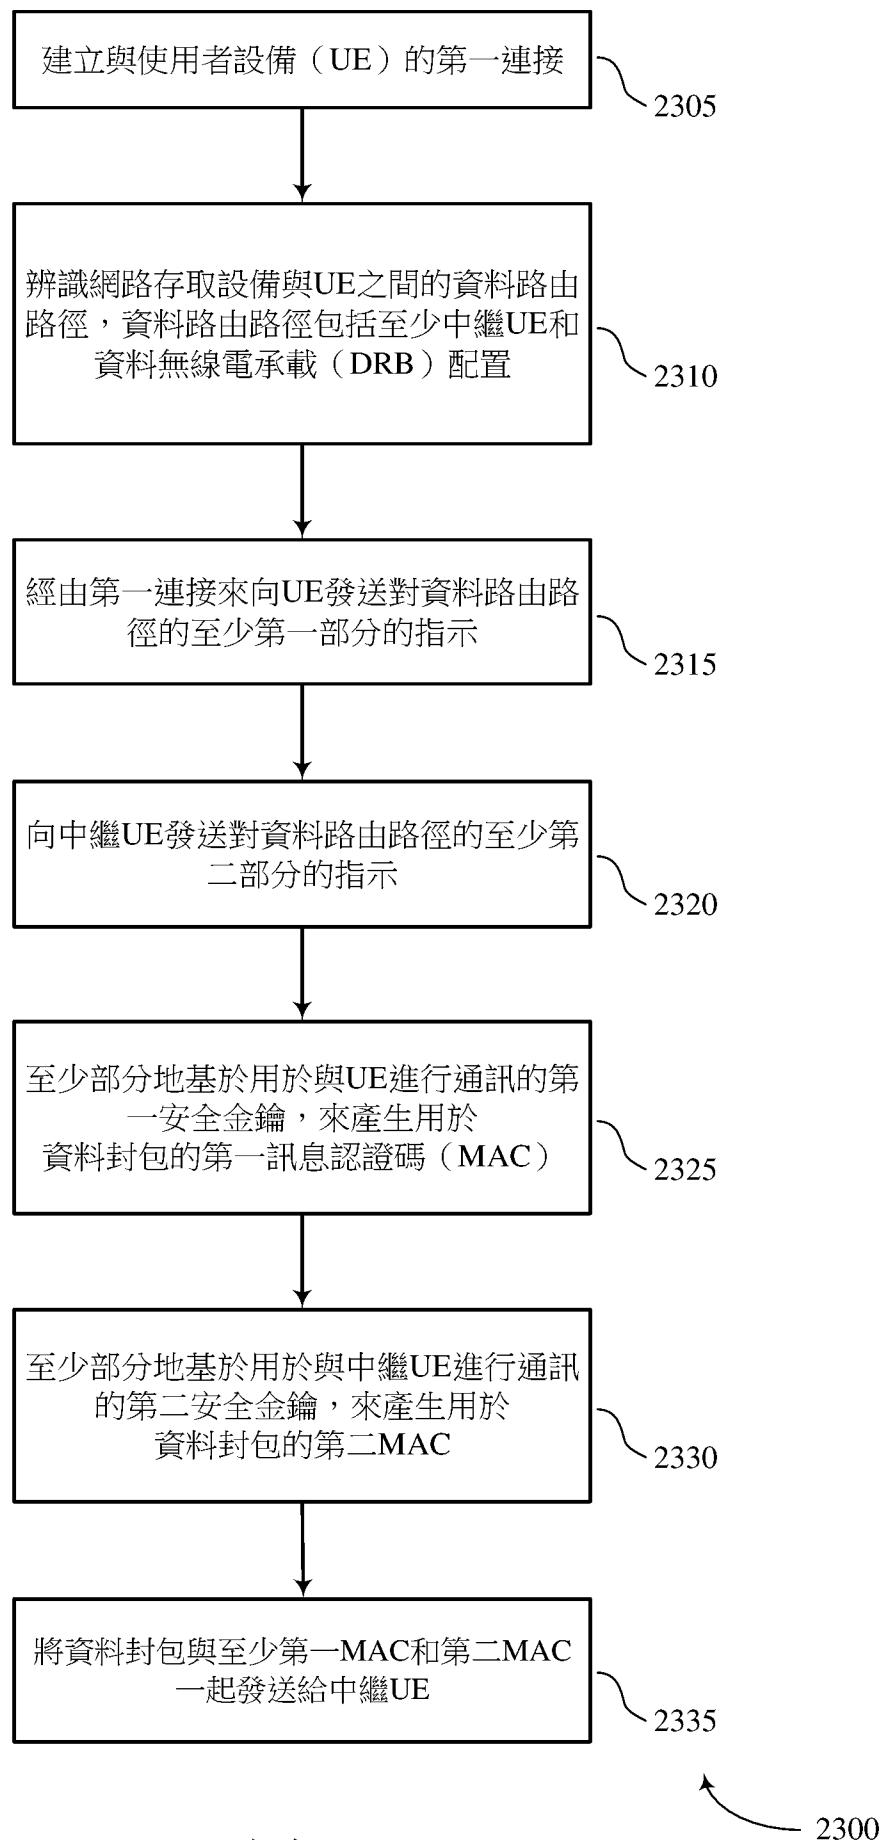 建立與使用者設備（UE）的第一連接
2305
辨識網路存取設備與UE之間的資料路由
路徑，資料路由路徑包括至少中繼UE和
資料無線電承載（DRB）配置
2310
經由第一連接來向UE發送對資料路由路
徑的至少第一部分的指示
2315
向中繼UE發送對資料路由路徑的至少第
二部分的指示
2320
至少部分地基於用於與UE進行通訊的第
一安全金鑰，來產生用於
資料封包的第一訊息認證碼（MAC）
2325
至少部分地基於用於與中繼UE進行通訊
的第二安全金鑰，來產生用於
資料封包的第二MAC
2330
將資料封包與至少第一MAC和第二MAC
一起發送給中繼UE
2335
2300